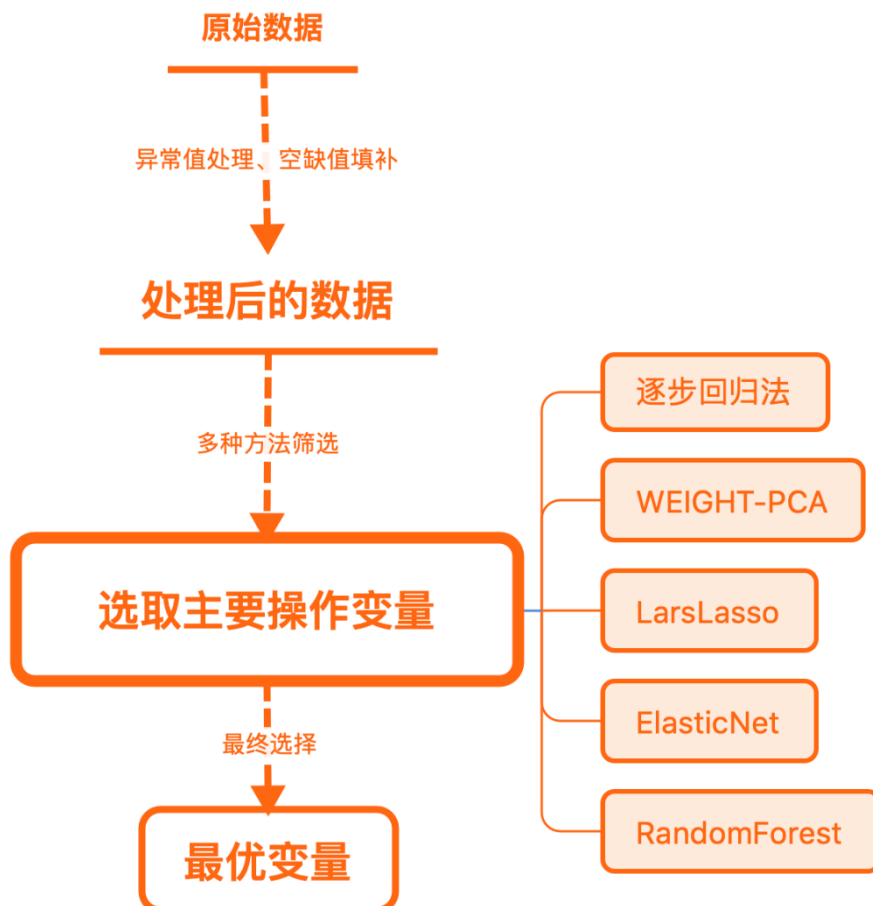 原始数据
异常值处理、空缺值填补
处理后的数据
多种方法筛选
选取主要操作变量
最终选择
最优变量
逐步回归法
WEIGHT-PCA
LarsLasso
ElasticNet
RandomForest